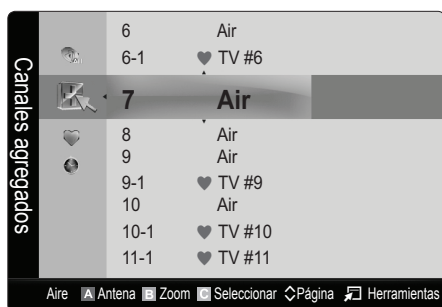 Canales agregados
6 Air
6-1 ♥ TV #6
7 Air
8 Air
9 Air
9-1 ♥ TV #9
10 Air
10-1 ♥ TV #10
11-1 ♥ TV #11
Aire A Antena B Zoom C Seleccionar Página Herramientas